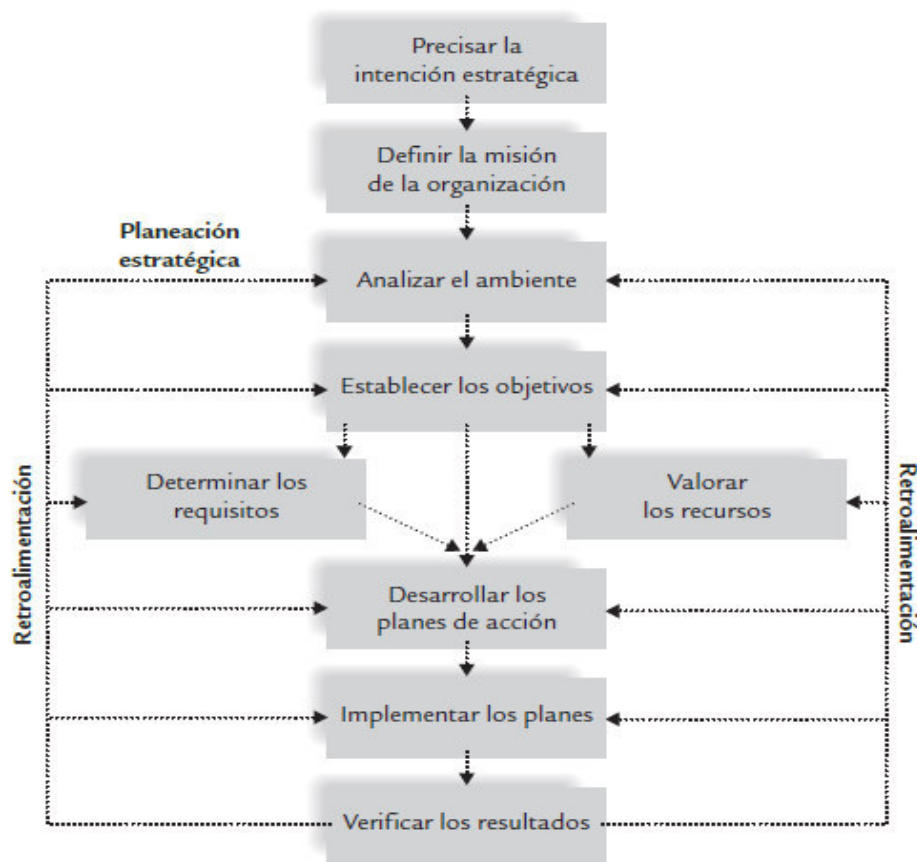 Precisar la
intención estratégica
Definir la misión
de la organización
Planeación
estratégica
Analizar el ambiente
Establecer los objetivos
Determinar los
requisitos
Valorar
los recursos
Retroalimentación
Retroalimentación
Desarrollar los
planes de acción
Implementar los planes
Verificar los resultados